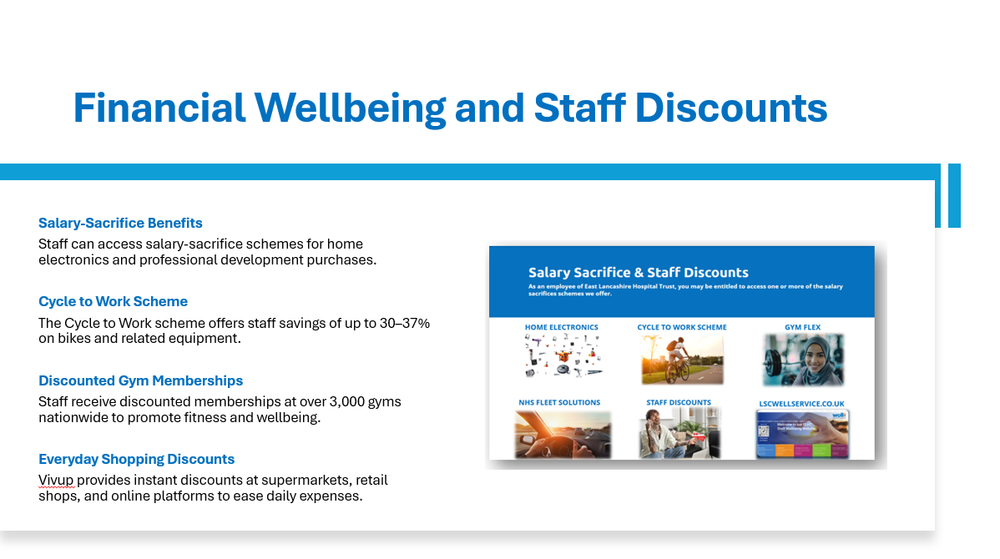 Financial Wellbeing and Staff Discounts
Salary-Sacrifice Benefits
Staff can access salary-sacrifice schemes for home
electronics and professional development purchases.
Cycle to Work Scheme
The Cycle to Work scheme offers staff savings of up to 30–37%
on bikes and related equipment.
Discounted Gym Memberships
Staff receive discounted memberships at over 3,000 gyms
nationwide to promote fitness and wellbeing.
Everyday Shopping Discounts
Vivup provides instant discounts at supermarkets, retail
shops, and online platforms to ease daily expenses.
Salary Sacrifice & Staff Discounts
As an employee of East Lancashire Hospital Trust, you may be entitled to access one or more of the salary
sacrifices schemes we offer.
HOME ELECTRONICS
CYCLE TO WORK SCHEME
GYM FLEX
NHS FLEET SOLUTIONS
STAFF DISCOUNTS
LSCWELLSERVICE.CO.UK